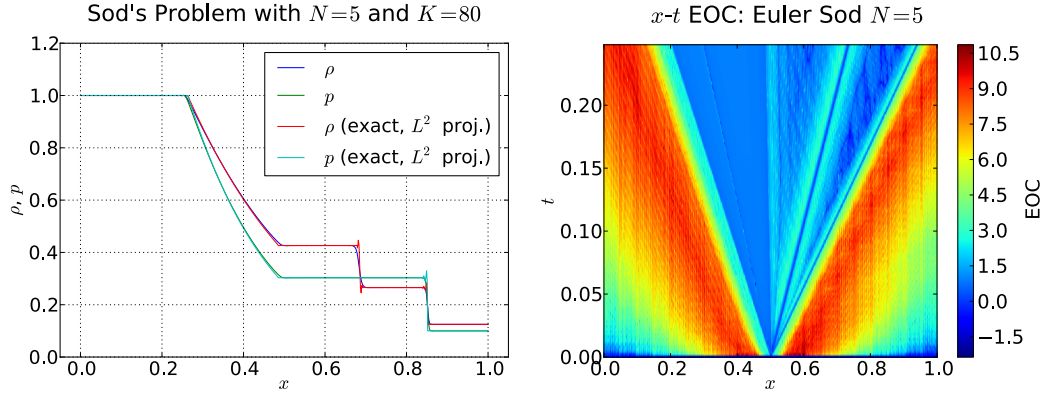 Sod's Problem with N=5 and K=80
1.2
1.0
0.8
0.6
0.4
0.2
0.0
ρ, p
0.0 0.2 0.4 0.6 0.8 1.0
x
ρ
p
ρ (exact, L² proj.)
p (exact, L² proj.)
x-t EOC: Euler Sod N=5
0.20
0.15
0.10
0.05
0.00
t
0.0 0.2 0.4 0.6 0.8 1.0
x
10.5
9.0
7.5
6.0
4.5
3.0
1.5
0.0
−1.5
EOC